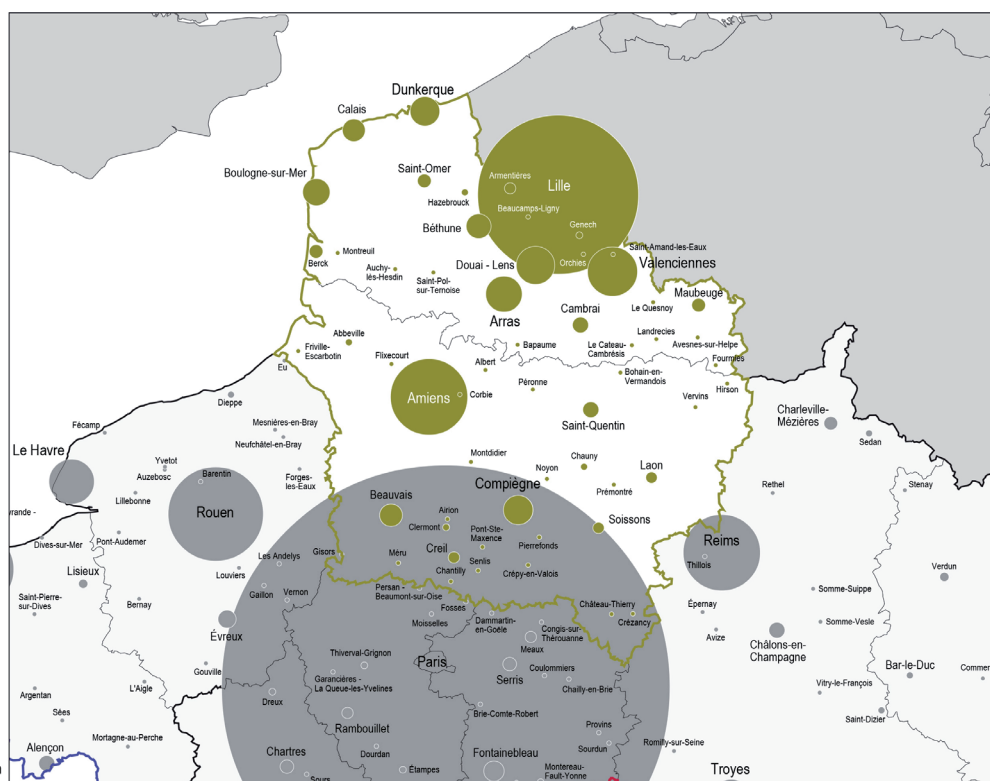 Dunkerque
Calais
Boulogne-sur-Mer
Saint-Omer
Hazebrouck
Armentières
Lille
Beaucamps-Ligny
Genech
Béthune
Saint-Amand-les-Eaux
Montreuil
Berck
Auchy-
lés-Hesdin
Saint-Pol-
sur-Ternoise
Douai - Lens
Orchies
Valenciennes
Maubeuge
Arras
Cambrai
Le Quesnoy
Landrecies
Avesnes-sur-Helpe
Bapaume
Le Cateau-
Cambrésis
Fourmies
Abbeville
Friville-
Escarbotin
Eu
Flixecourt
Albert
Péronne
Bohain-en-
Vermandois
Hirson
Vervins
Amiens
Corbie
Saint-Quentin
Charleville-
Mézières
Sedan
Dieppe
Fécamp
Mesnières-en-Bray
Neufchâtel-en-Bray
Le Havre
Yvetot
Auzebosc
Barentin
Forges-
les-Eaux
Lillebonne
Rouen
Montdidier
Noyon
Chauny
Laon
Prémontré
Rethel
Stenay
Beauvais
Compiègne
Airion
Clermont
Pont-Ste-
Maxence
Pierrefonds
Soissons
Reims
Thillois
vrande -
Dives-sur-Mer
Pont-Audemer
Les Andelys
Gisors
Méru
Creil
Senlis
Chantilly
Crépy-en-Valois
Lisieux
Louviers
Gaillon
Vernon
Persan -
Beaumont-sur-Oise
Fosses
Moisselles
Dammartin-
en-Goële
Congis-sur-
Thérouanne
Château-Thierry
Crézancy
Épernay
Avize
Somme-Suippe
Somme-Vesle
Verdun
Saint-Pierre-
sur-Dives
Bernay
Évreux
Meaux
Châlons-en-
Champagne
Thiverval-Grignon
Paris
Serris
Coulommiers
Chailly-en-Brie
Bar-le-Duc
Gouville
Garancières -
La Queue-les-Yvelines
Commer
Argentan
L'Aigle
Dreux
Vitry-le-François
Saint-Dizier
Sées
Rambouillet
Brie-Comte-Robert
Provins
Sourdun
Mortagne-au-Perche
Alençon
Chartres
Dourdan
Fontainebleau
Romilly-sur-Seine
Étampes
Montereau-
Fault-Yonne
Troyes
Sours